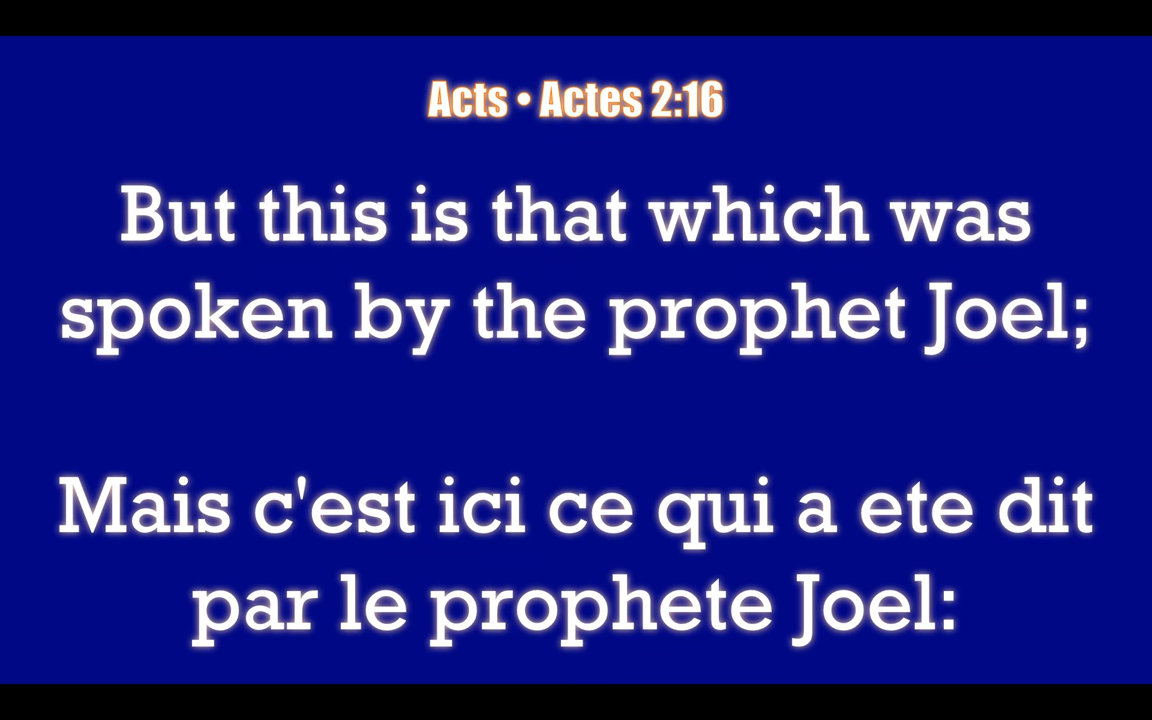 Acts • Actes 2:16
But this is that which was
spoken by the prophet Joel;
Mais c'est ici ce qui a ete dit
par le prophete Joel: